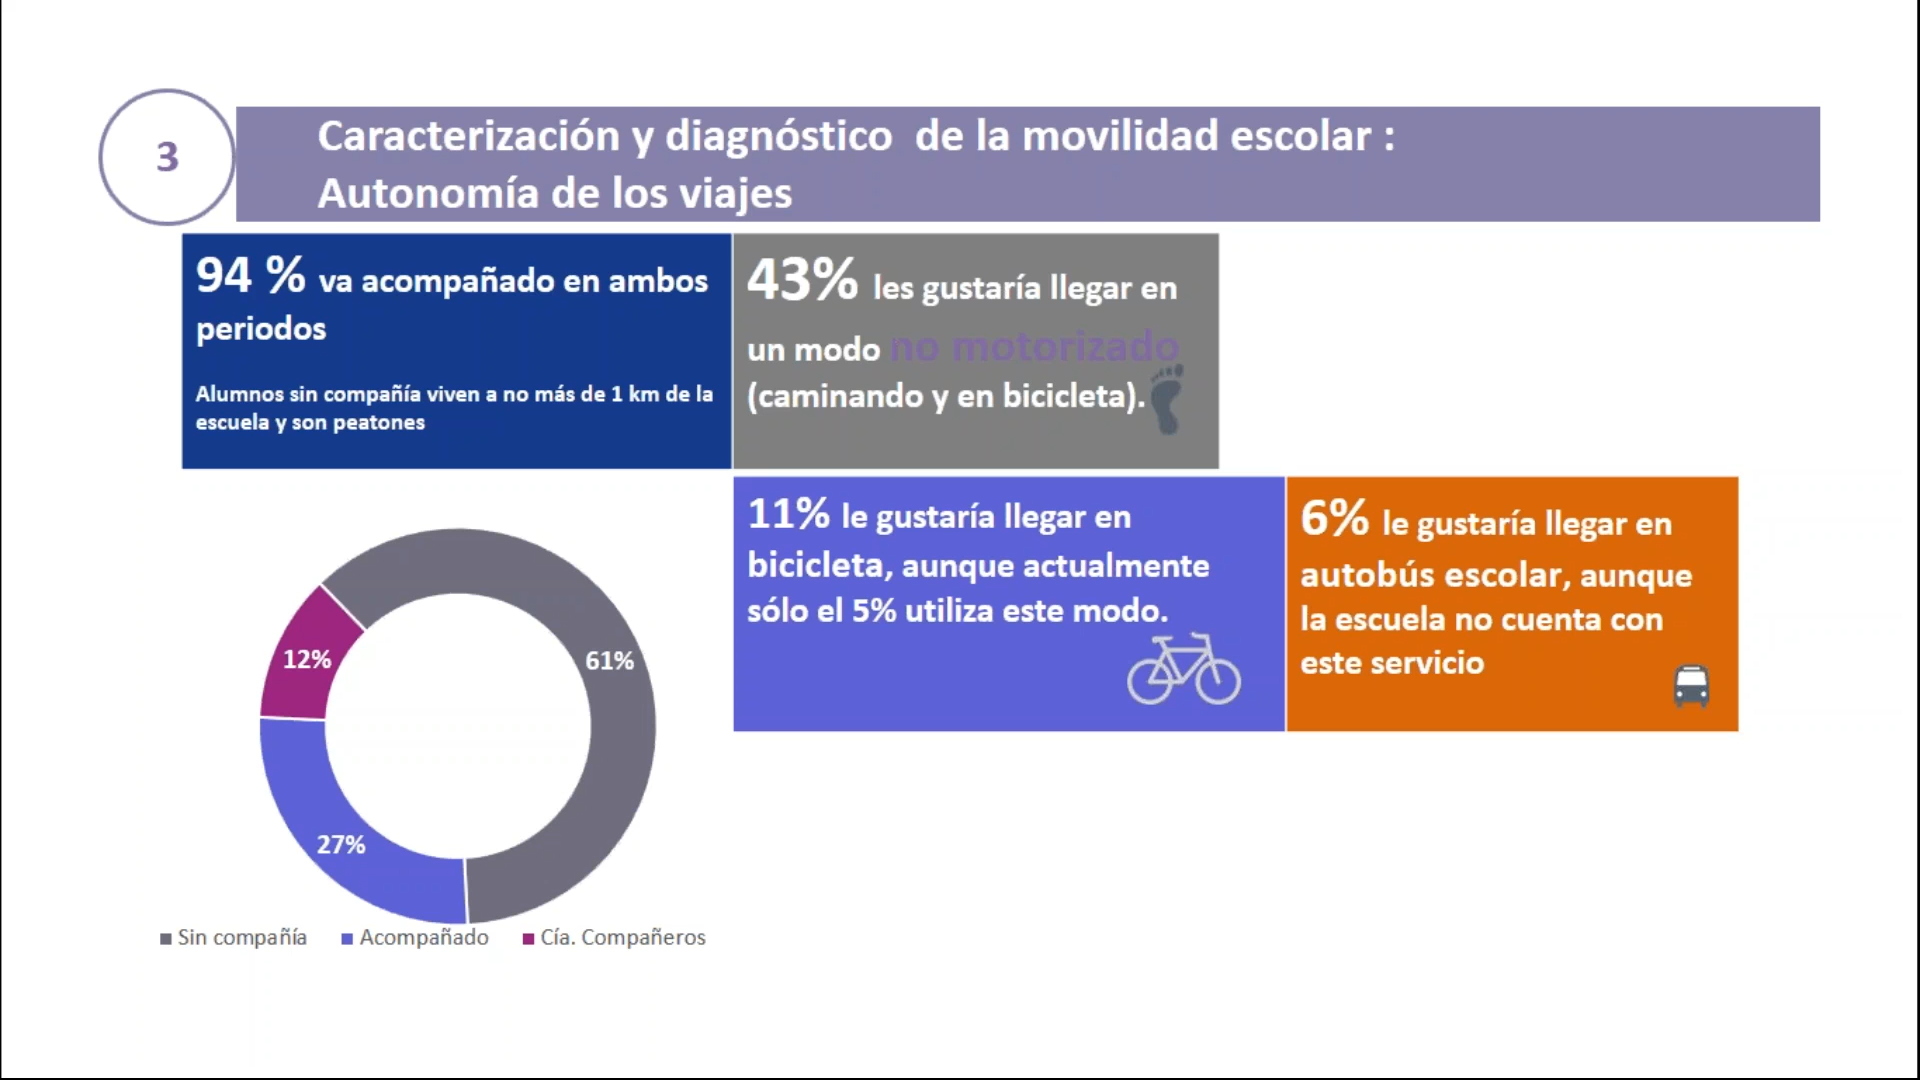 3
Caracterización y diagnóstico de la movilidad escolar :
Autonomía de los viajes
94 % va acompañado en ambos
periodos
Alumnos sin compañía viven a no más de 1 km de la
escuela y son peatones
43% les gustaría llegar en
un modo no motorizado
(caminando y en bicicleta).
11% le gustaría llegar en
bicicleta, aunque actualmente
sólo el 5% utiliza este modo.
6% le gustaría llegar en
autobús escolar, aunque
la escuela no cuenta con
este servicio
12%
61%
27%
Sin compañía
Acompañado
Cía. Compañeros